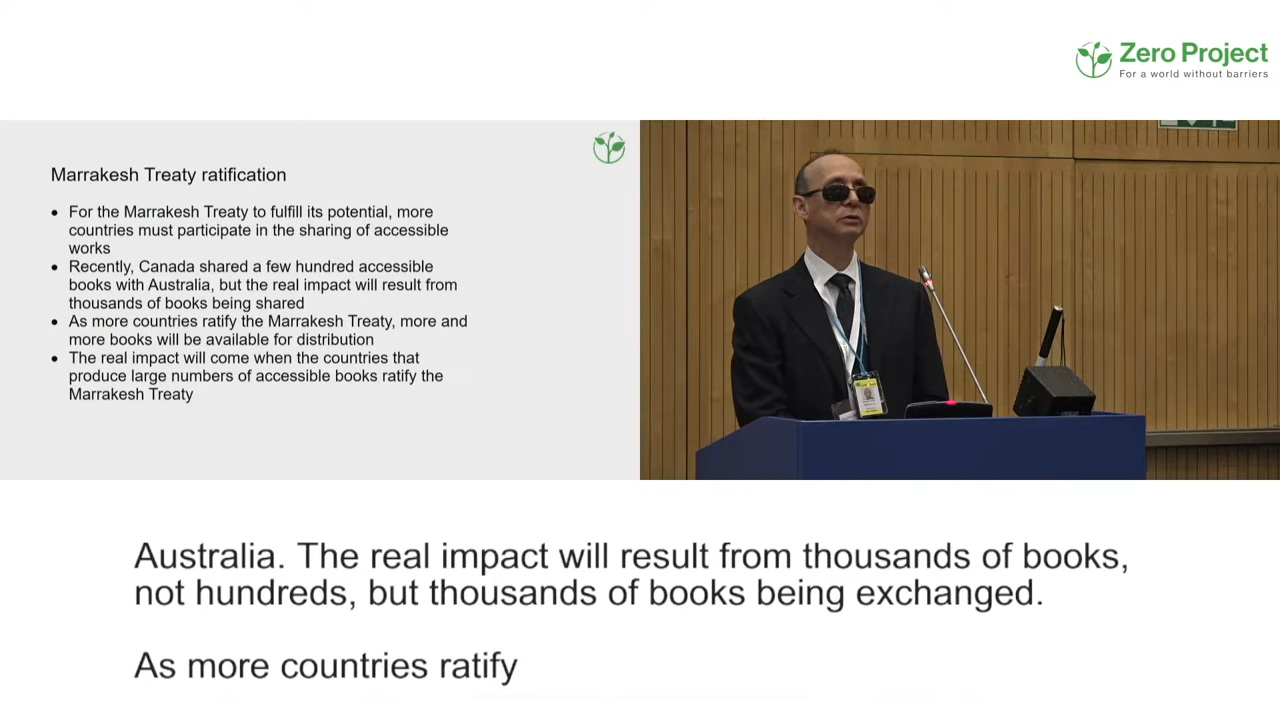 Zero Project
For a world without barriers
Marrakesh Treaty ratification
• For the Marrakesh Treaty to fulfill its potential, more
countries must participate in the sharing of accessible
works
• Recently, Canada shared a few hundred accessible
books with Australia, but the real impact will result from
thousands of books being shared
• As more countries ratify the Marrakesh Treaty, more and
more books will be available for distribution
• The real impact will come when the countries that
produce large numbers of accessible books ratify the
Marrakesh Treaty
Australia. The real impact will result from thousands of books,
not hundreds, but thousands of books being exchanged.
As more countries ratify